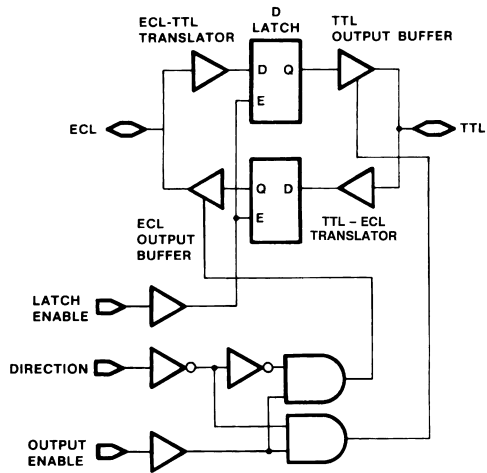 ECL-TTL
TRANSLATOR
D
LATCH
TTL
OUTPUT BUFFER
D Q
E
ECL
TTL
Q D
E
ECL
OUTPUT
BUFFER
TTL – ECL
TRANSLATOR
LATCH
ENABLE
DIRECTION
OUTPUT
ENABLE